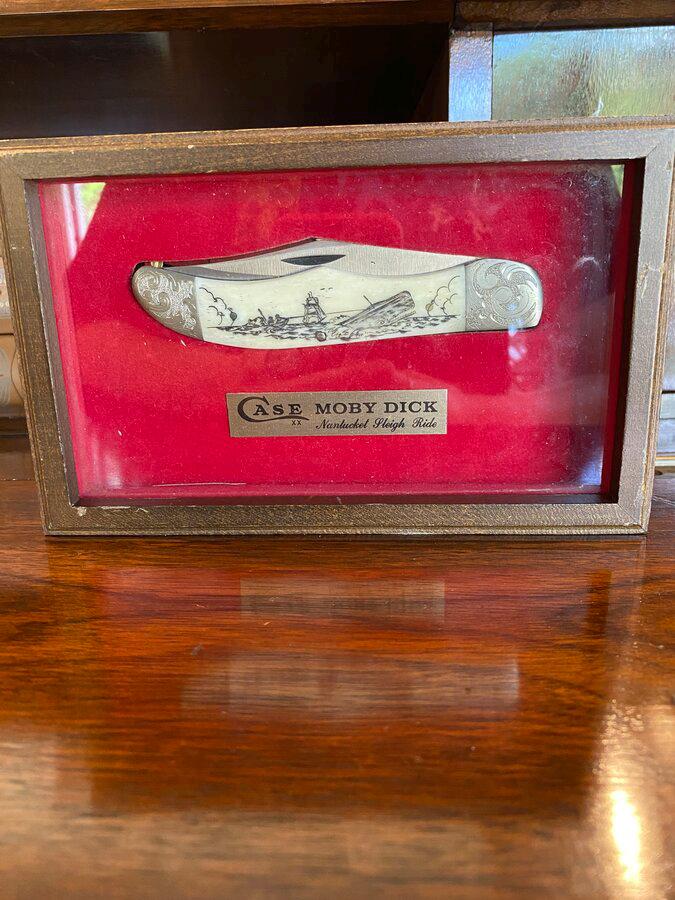 CASE XX MOBY DICK
Nantucket Sleigh Ride